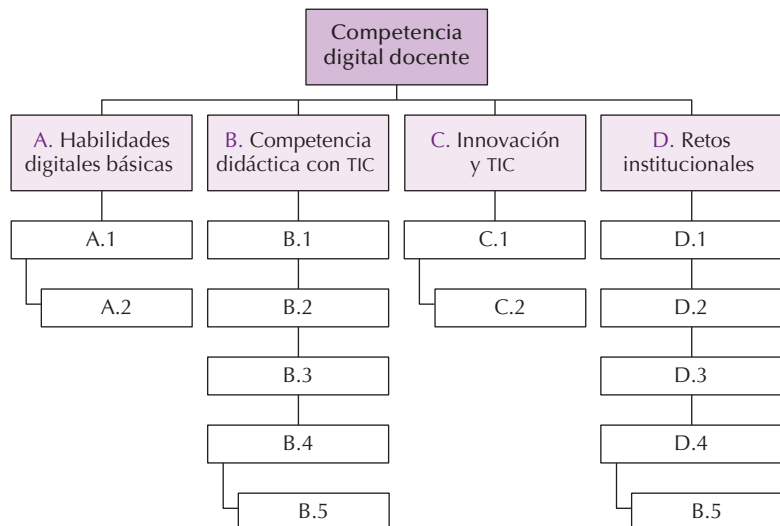 Competencia
digital docente
A. Habilidades
digitales básicas
B. Competencia
didáctica con TIC
C. Innovación
y TIC
D. Retos
institucionales
A.1
B.1
C.1
D.1
A.2
B.2
C.2
D.2
B.3
D.3
B.4
D.4
B.5
B.5